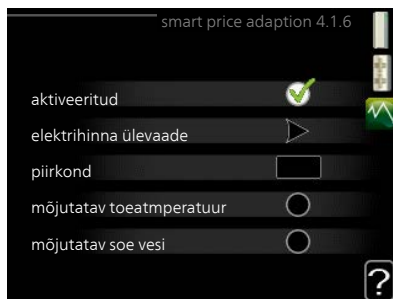 smart price adaption 4.1.6
aktiveeritud
elektrihinna ülevaade
piirkond
mõjutatav toeatmperatuur
mõjutatav soe vesi
?